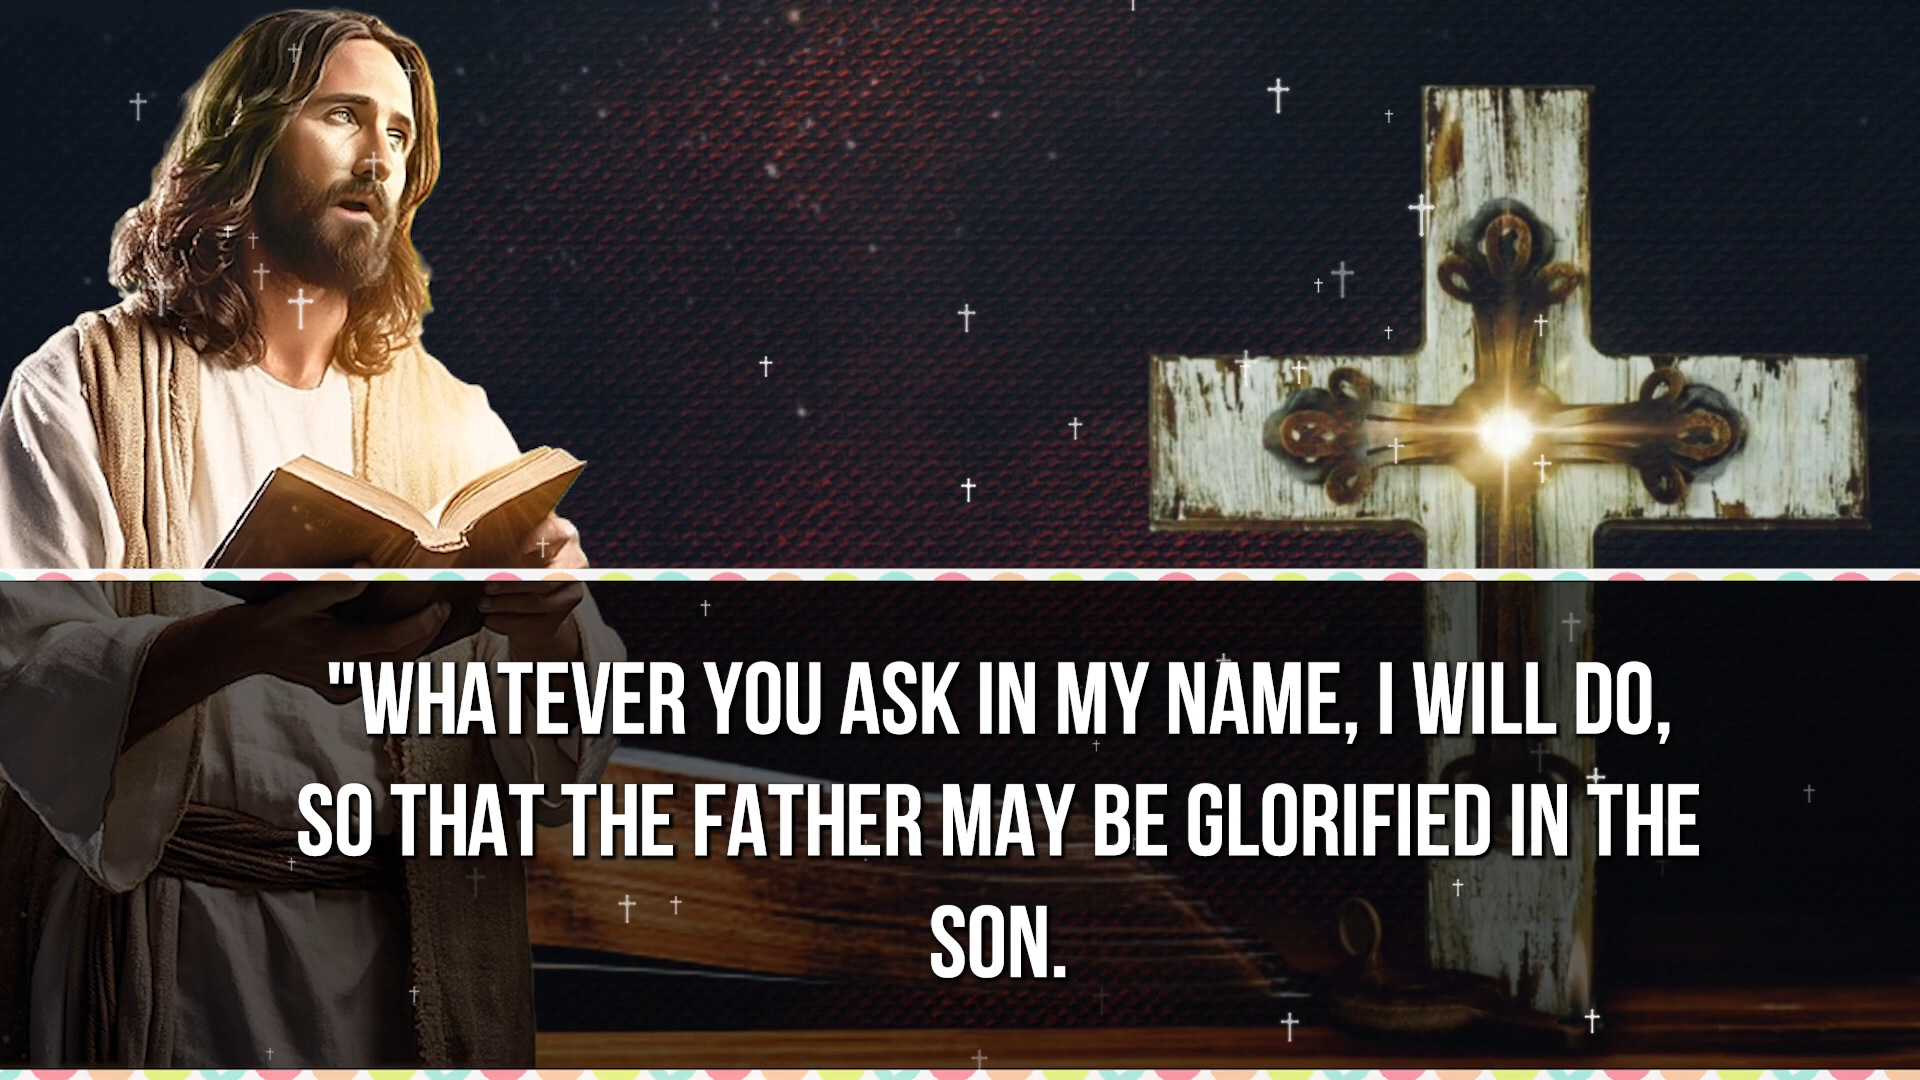 "WHATEVER YOU ASK IN MY NAME, I WILL DO,
SO THAT THE FATHER MAY BE GLORIFIED IN THE
SON.